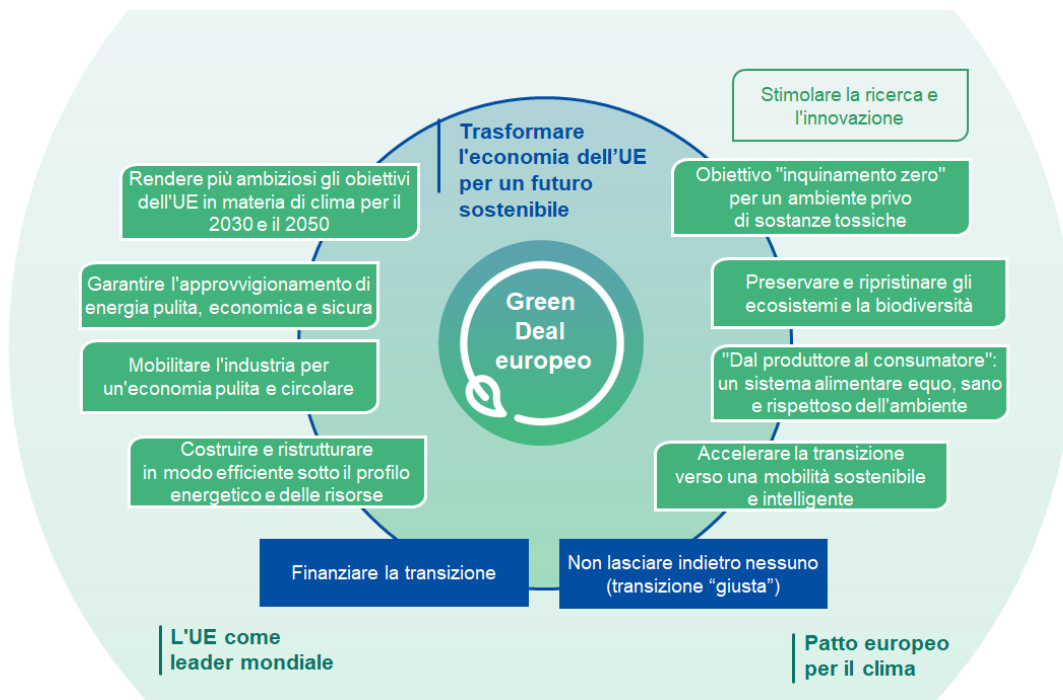 Stimolare la ricerca e
l'innovazione
Trasformare
l'economia dell'UE
per un futuro
sostenibile
Rendere più ambiziosi gli obiettivi
dell'UE in materia di clima per il
2030 e il 2050
Obiettivo "inquinamento zero"
per un ambiente privo
di sostanze tossiche
Garantire l'approvvigionamento di
energia pulita, economica e sicura
Green
Deal
europeo
Preservare e ripristinare gli
ecosistemi e la biodiversità
Mobilitare l'industria per
un'economia pulita e circolare
"Dal produttore al consumatore":
un sistema alimentare equo, sano
e rispettoso dell'ambiente
Costruire e ristrutturare
in modo efficiente sotto il profilo
energetico e delle risorse
Accelerare la transizione
verso una mobilità sostenibile
e intelligente
Finanziare la transizione
Non lasciare indietro nessuno
(transizione “giusta”)
L'UE come
leader mondiale
Patto europeo
per il clima